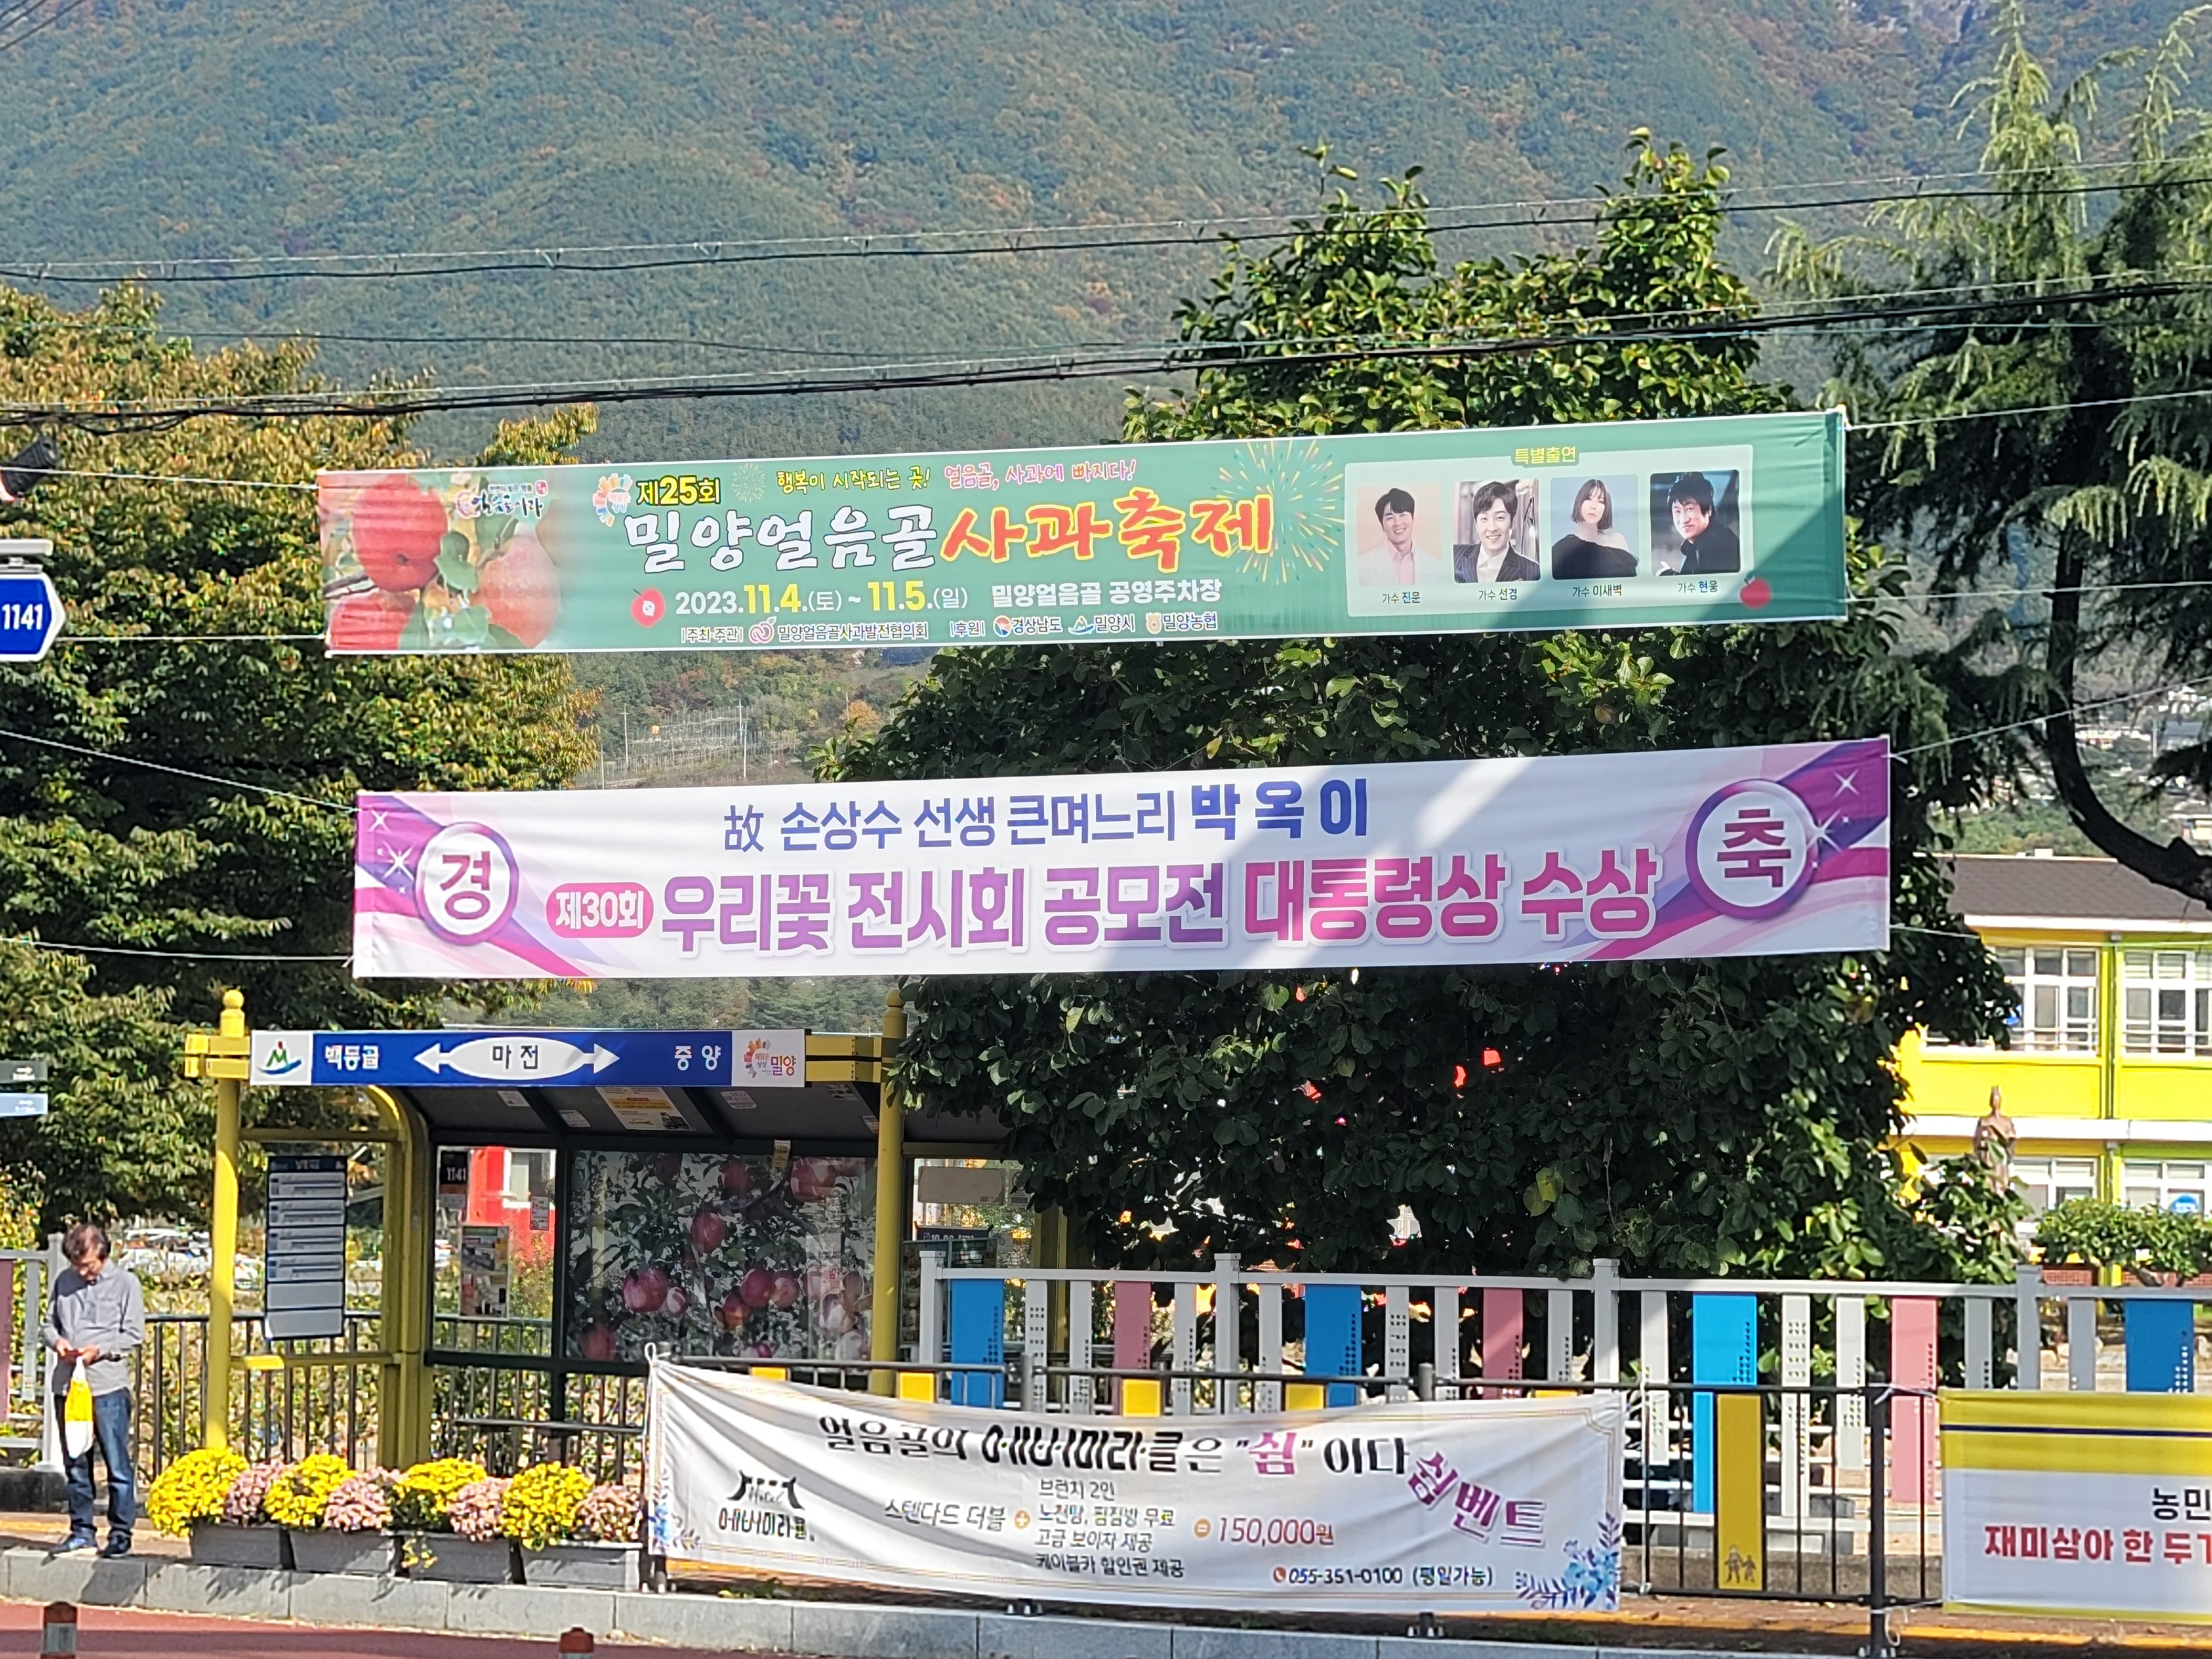 제25회
행복이 시작되는 곳! 얼음골, 사과에 빠지다!
밀양얼음골사과축제
2023.11.4.(토) ~ 11.5.(일) 밀양얼음골 공영주차장
|주최·주관| 밀양얼음골사과발전협의회 |후원| 경상남도 밀양시 밀양농협
특별출연
가수 진운 가수 선경 가수 이새벽 가수 현웅
1141
경
故 손상수 선생 큰며느리 박옥이
제30회 우리꽃 전시회 공모전 대통령상 수상
축
백동골 마전 중양 해맑은 상상 밀양
1141
얼음골의 에버미라클은 "쉼"이다 쉼벤트
Hotel
에버미라클
스텐다드 더블
브런치 2인
노천탕, 찜질방 무료
고급 보이차 제공
케이블카 할인권 제공
150,000원
055-351-0100 (평일가능)
농민
재미삼아 한 두